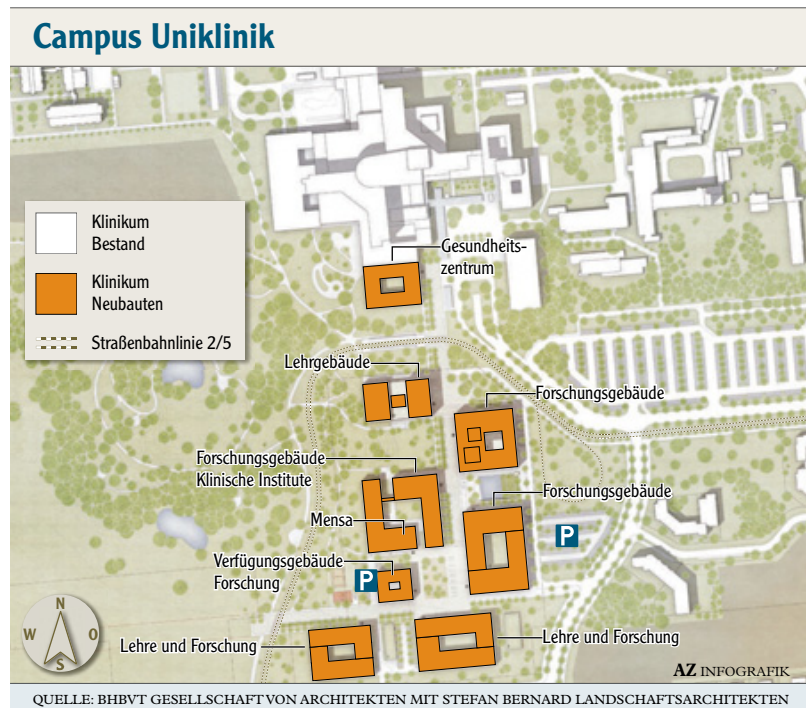 Campus Uniklinik
Klinikum
Bestand
Klinikum
Neubauten
Straßenbahnlinie 2/5
Gesundheits-
zentrum
Lehrgebäude
Forschungsgebäude
Forschungsgebäude
Klinische Institute
Forschungsgebäude
Mensa
P
Verfügungsgebäude
Forschung
P
N
W O
S
Lehre und Forschung
Lehre und Forschung
AZ INFOGRAFIK
QUELLE: BHBVT GESELLSCHAFT VON ARCHITEKTEN MIT STEFAN BERNARD LANDSCHAFTSARCHITEKTEN